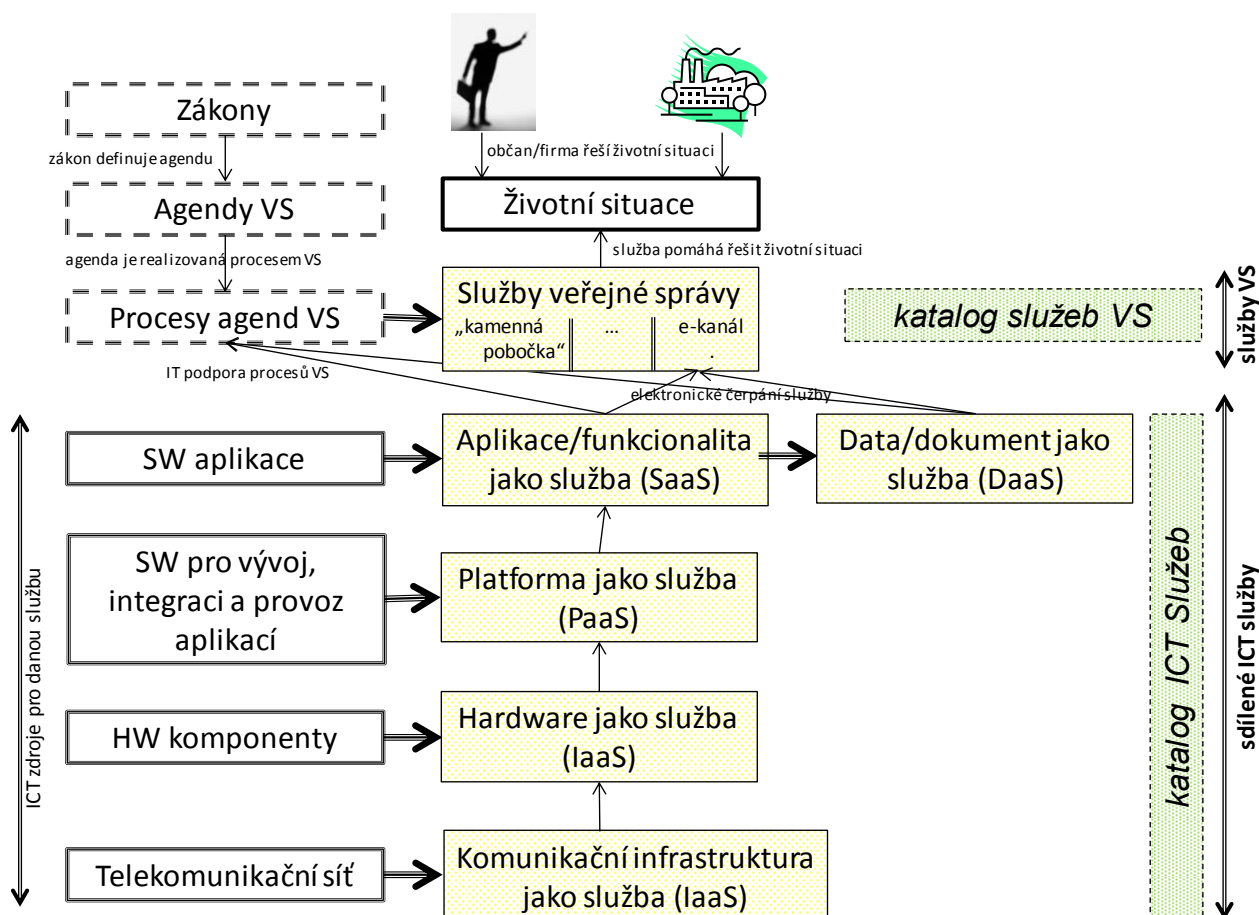 Zákony
zákon definuje agendu
občan/firma řeší životní situaci
Agendy VS
Životní situace
agenda je realizovaná procesem VS
služba pomáhá řešit životní situaci
Procesy agend VS
Služby veřejné správy
„kamenná
pobočka“
...
e-kanál
.
katalog služeb VS
služby VS
IT podpora procesů VS
elektronické čerpání služby
SW aplikace
Aplikace/funkcionalita
jako služba (SaaS)
Data/dokument jako
služba (DaaS)
SW pro vývoj,
integraci a provoz
aplikací
Platforma jako služba
(PaaS)
HW komponenty
Hardware jako služba
(IaaS)
Telekomunikační síť
Komunikační infrastruktura
jako služba (IaaS)
ICT zdroje pro danou službu
katalog ICT Služeb
sdílené ICT služby